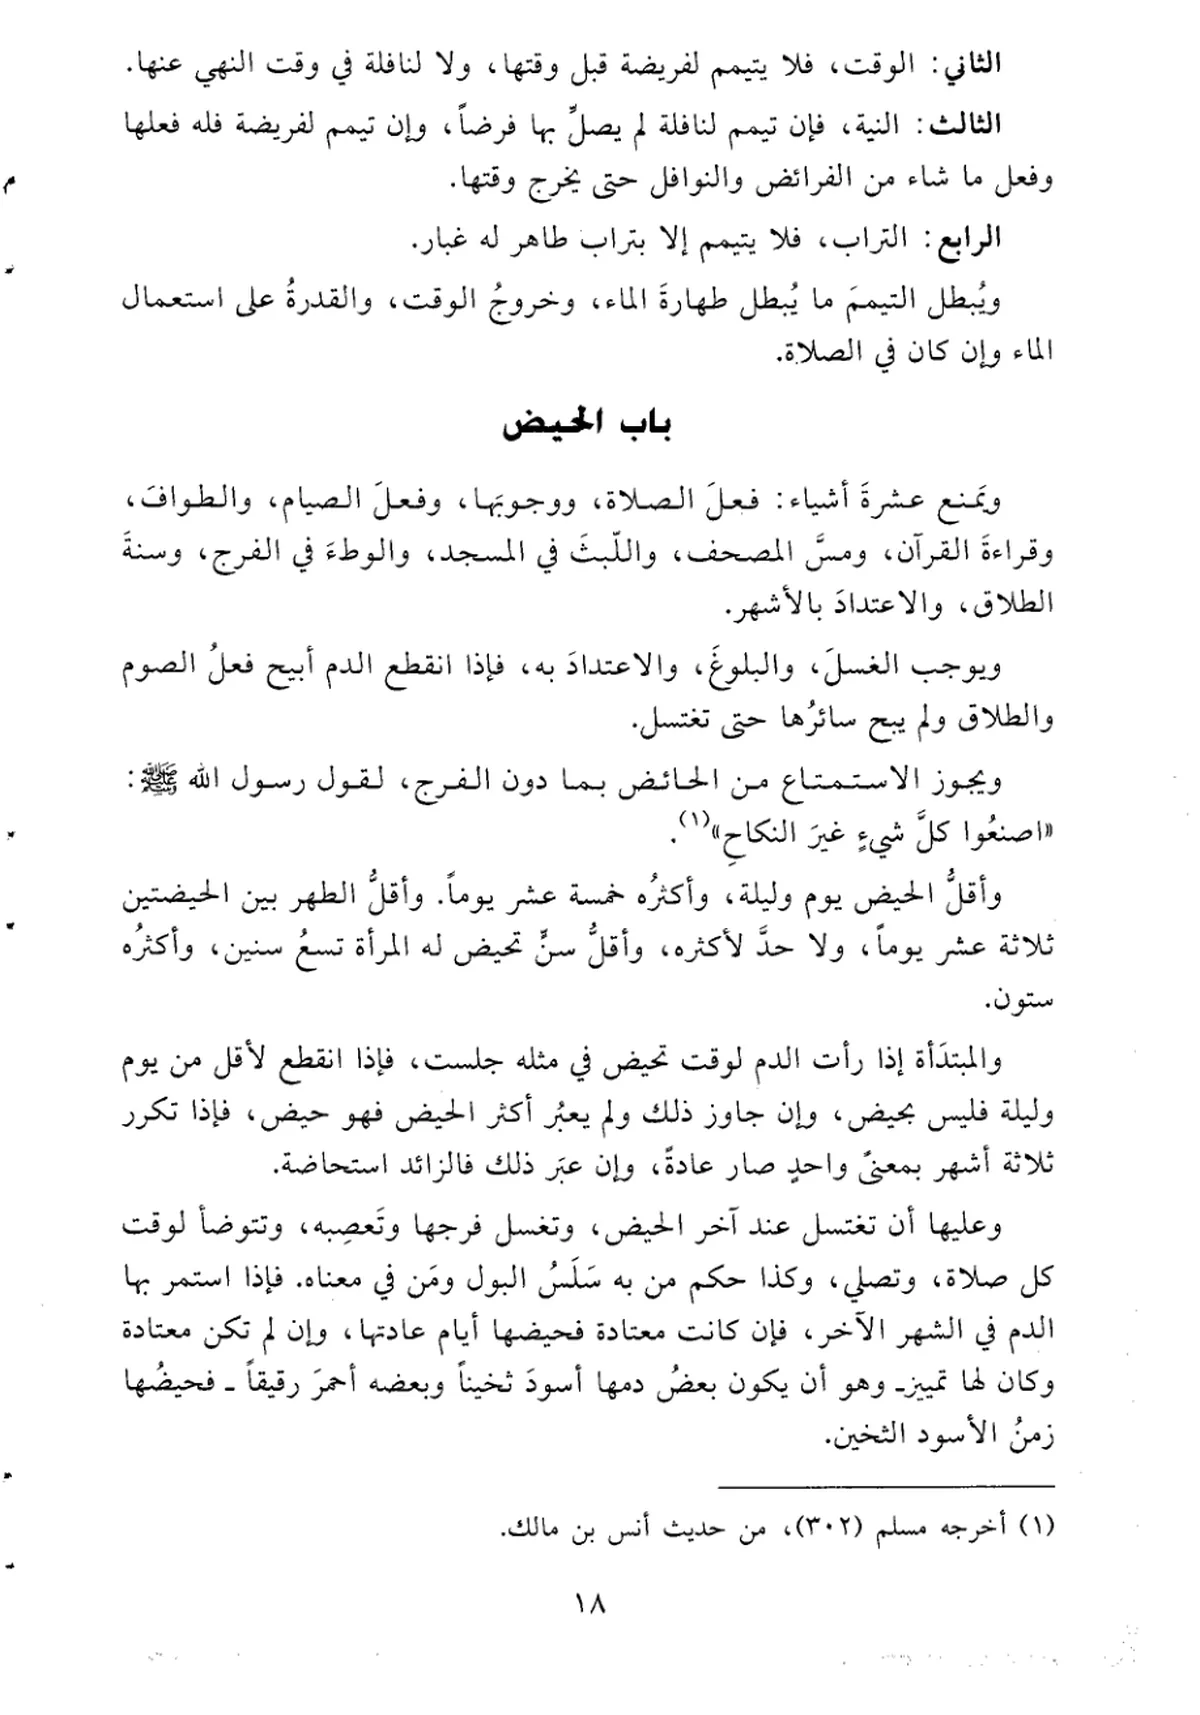 الثاني: الوقت، فلا يتيمم لفريضة قبل وقتها، ولا لنافلة في وقت النهي عنها.
الثالث: النية، فإن تيمم لنافلة لم يصلِّ بها فرضاً، وإن تيمم لفريضة فله فعلها
وفعل ما شاء من الفرائض والنوافل حتى يخرج وقتها.
الرابع: التراب، فلا يتيمم إلا بتراب طاهر له غبار.
ويُبطل التيممَ ما يُبطل طهارةَ الماء، وخروجُ الوقت، والقدرةُ على استعمال
الماء وإن كان في الصلاة.
باب الحيض
ويمنع عشرةَ أشياء: فعلَ الصلاة، ووجوبَها، وفعلَ الصيام، والطوافَ،
وقراءةَ القرآن، ومسَّ المصحف، واللّبثَ في المسجد، والوطءَ في الفرج، وسنةَ
الطلاق، والاعتدادَ بالأشهر.
ويوجب الغسلَ، والبلوغَ، والاعتدادَ به، فإذا انقطع الدم أبيح فعلُ الصوم
والطلاق ولم يبح سائرُها حتى تغتسل.
ويجوز الاستمتاع من الحائض بما دون الفرج، لقول رسول الله ﷺ:
«اصنعُوا كلَّ شيءٍ غيرَ النكاحِ»(١).
وأقلُّ الحيض يوم وليلة، وأكثرُه خمسة عشر يوماً. وأقلُّ الطهر بين الحيضتين
ثلاثة عشر يوماً، ولا حدَّ لأكثره، وأقلُّ سنٍّ تحيض له المرأة تسعُ سنين، وأكثرُه
ستون.
والمبتدَأة إذا رأت الدم لوقت تحيض في مثله جلست، فإذا انقطع لأقل من يوم
وليلة فليس بحيض، وإن جاوز ذلك ولم يعبُر أكثر الحيض فهو حيض، فإذا تكرر
ثلاثة أشهر بمعنىً واحدٍ صار عادةً، وإن عبَر ذلك فالزائد استحاضة.
وعليها أن تغتسل عند آخر الحيض، وتغسل فرجها وتَعصِبه، وتتوضأ لوقت
كل صلاة، وتصلي، وكذا حكم من به سَلَسُ البول ومَن في معناه. فإذا استمر بها
الدم في الشهر الآخر، فإن كانت معتادة فحيضها أيام عادتها، وإن لم تكن معتادة
وكان لها تمييز- وهو أن يكون بعضُ دمها أسودَ ثخيناً وبعضه أحمرَ رقيقاً - فحيضُها
زمنُ الأسود الثخين.
(١) أخرجه مسلم (٣٠٢)، من حديث أنس بن مالك.
١٨